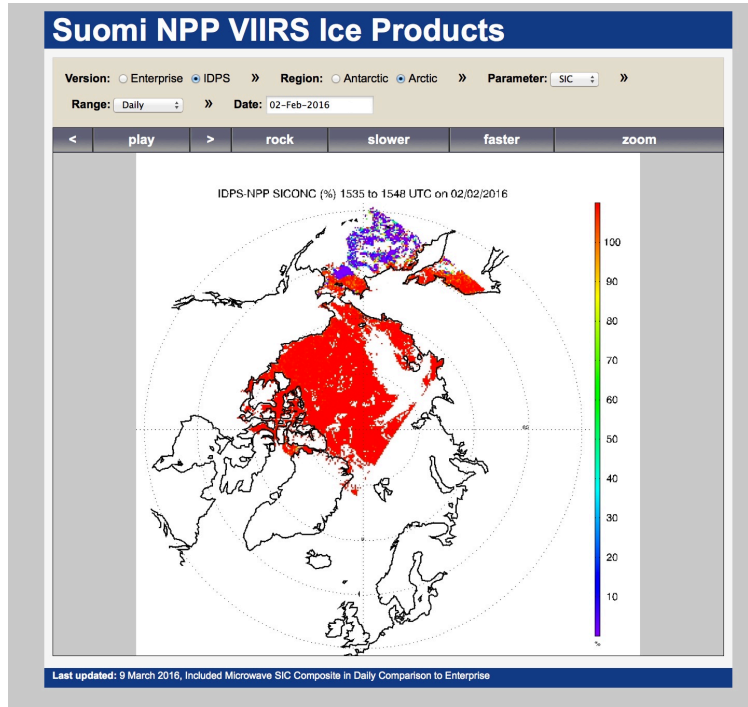 Suomi NPP VIIRS Ice Products
Version: Enterprise IDPS » Region: Antarctic Arctic » Parameter: SIC »
Range: Daily » Date: 02-Feb-2016
< play > rock slower faster zoom
IDPS-NPP SICONC (%) 1535 to 1548 UTC on 02/02/2016
100
90
80
70
60
60
50
40
30
20
0
10
%
Last updated: 9 March 2016, Included Microwave SIC Composite in Daily Comparison to Enterprise